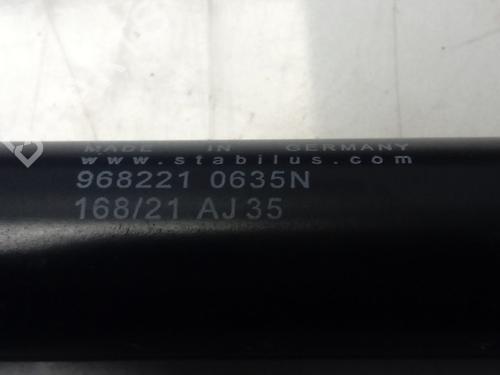 MADE IN GERMANY
www.stabilus.com
968221 0635N
168/21 AJ35